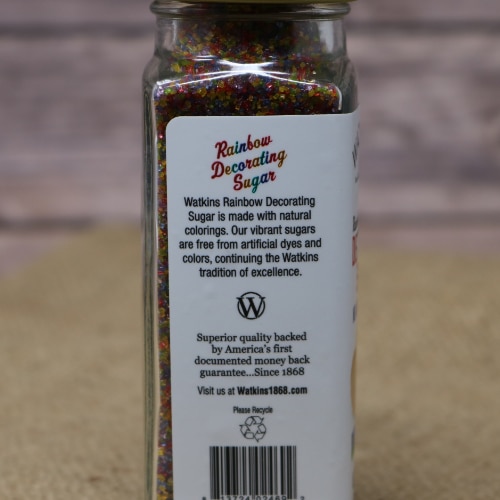 Rainbow
Decorating
Sugar
Watkins Rainbow Decorating
Sugar is made with natural
colorings. Our vibrant sugars
are free from artificial dyes and
colors, continuing the Watkins
tradition of excellence.
W
Superior quality backed
by America's first
documented money back
guarantee...Since 1868
Visit us at Watkins1868.com
Please Recycle